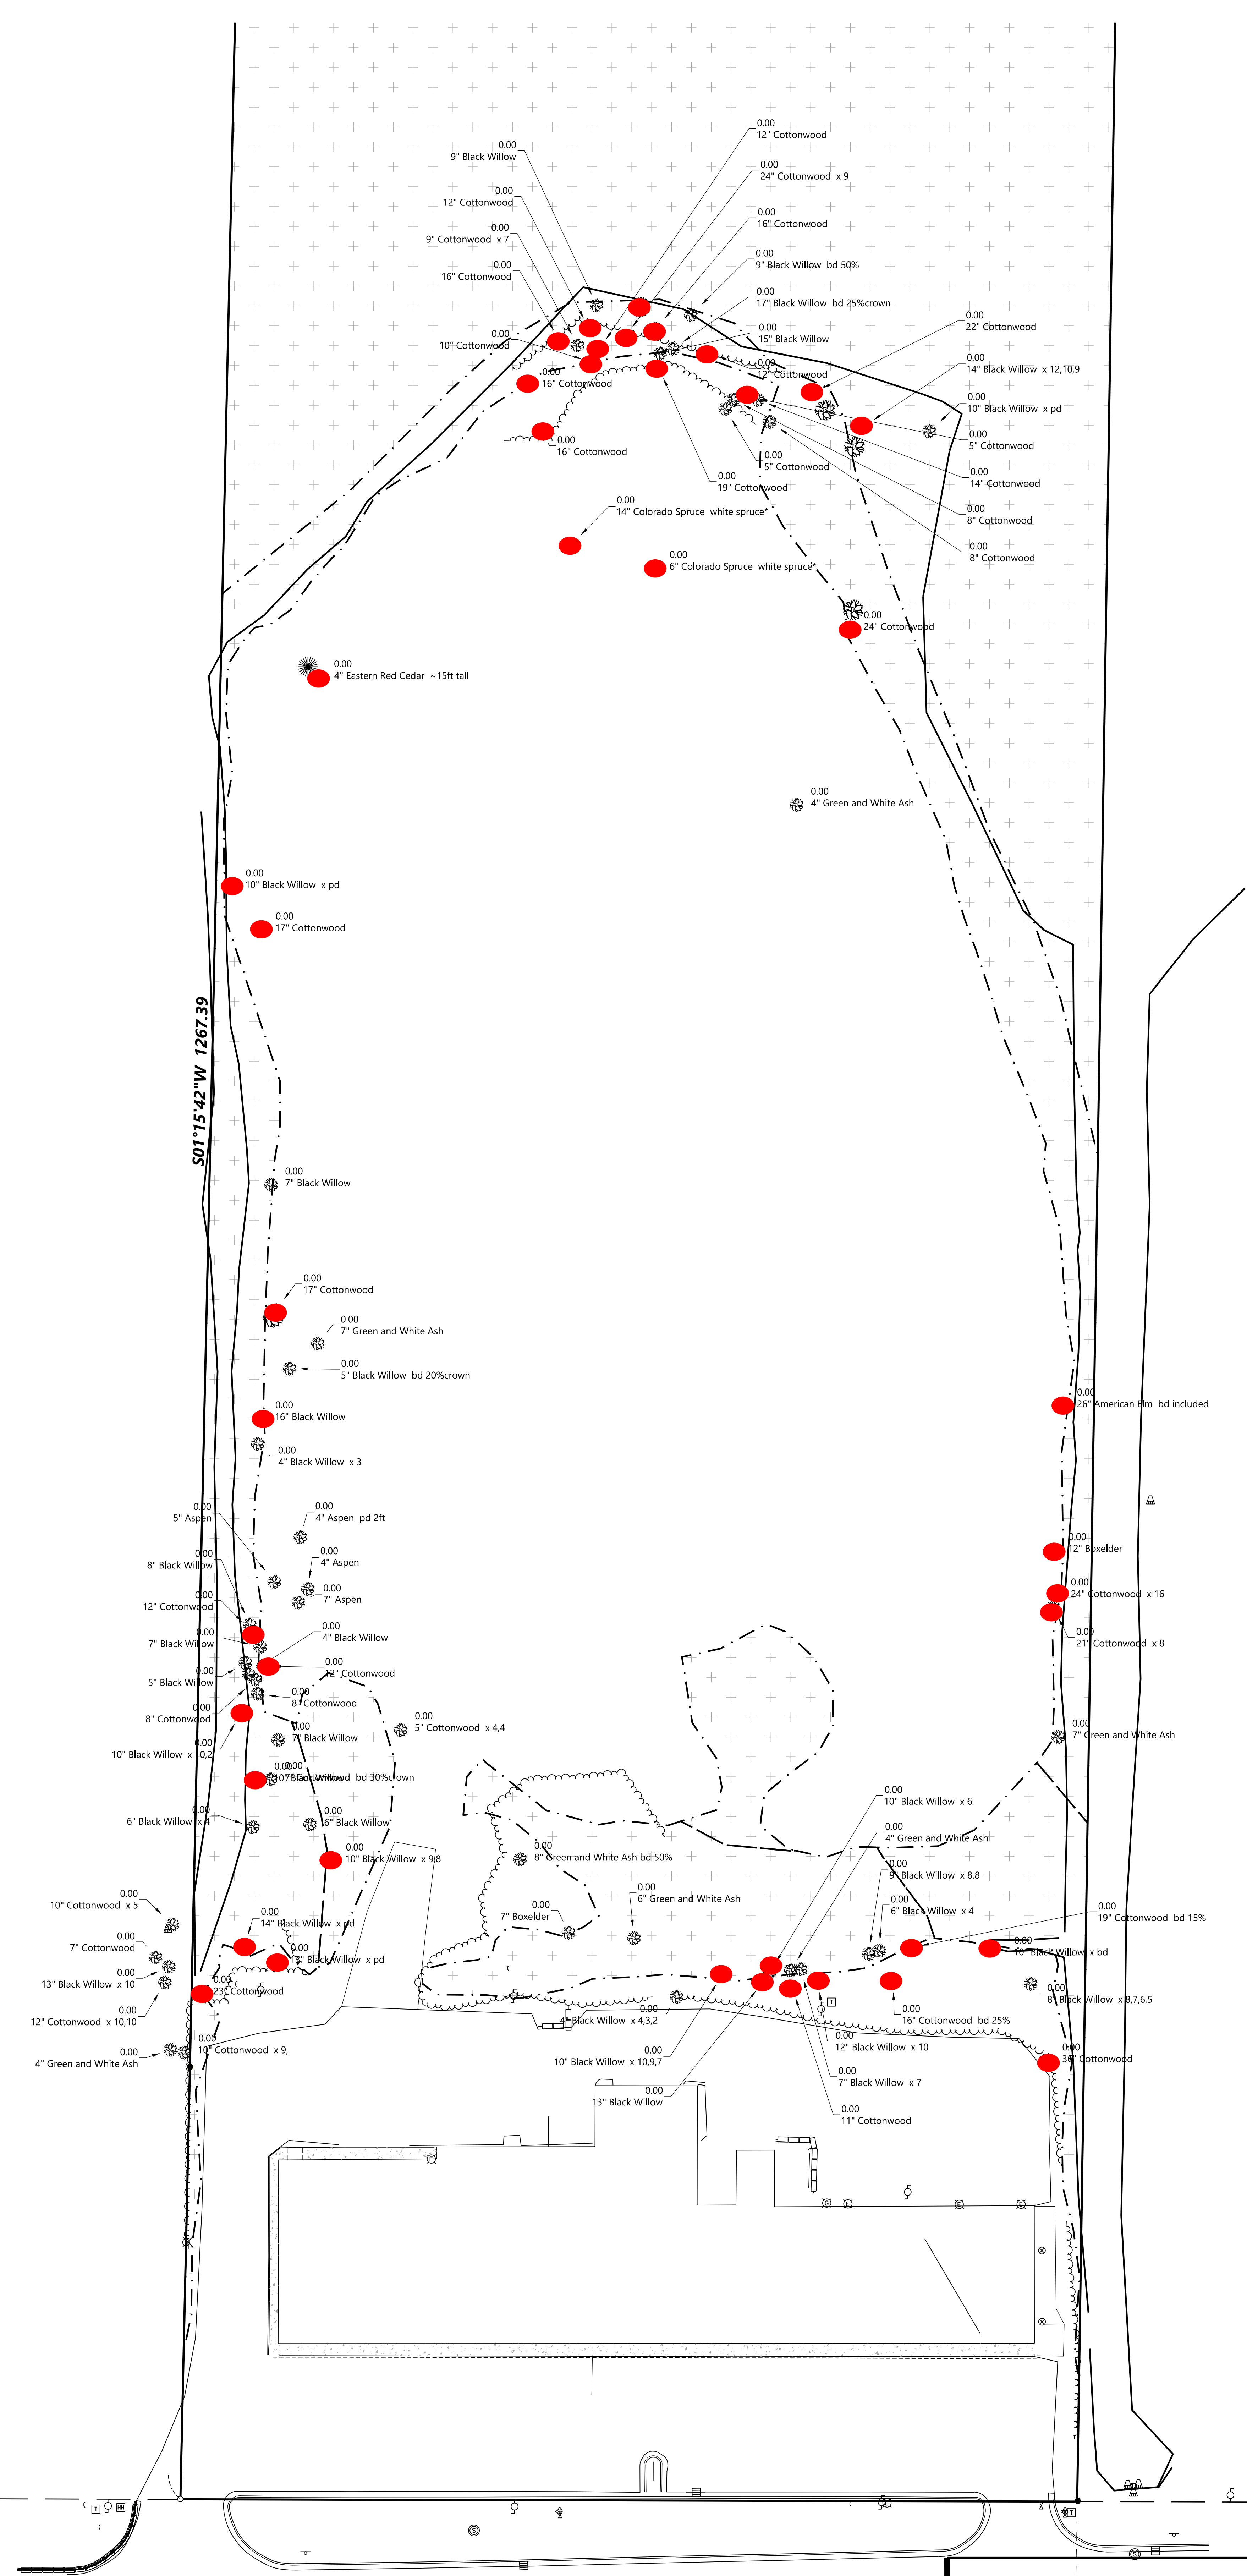 0.00
12" Cottonwood
0.00
9" Black Willow
0.00
24" Cottonwood  x 9
0.00
12" Cottonwood
0.00
16" Cottonwood
0.00
9" Cottonwood  x 7
0.00
9" Black Willow  bd 50%
0.00
16" Cottonwood
0.00
17" Black Willow  bd 25%crown
0.00
22" Cottonwood
0.00
15" Black Willow
0.00
10" Cottonwood
0.00
12" Cottonwood
0.00
14" Black Willow  x 12,10,9
0.00
16" Cottonwood
0.00
10" Black Willow  x pd
0.00
5" Cottonwood
0.00
16" Cottonwood
0.00
5" Cottonwood
0.00
14" Cottonwood
0.00
19" Cottonwood
0.00
14" Colorado Spruce  white spruce*
0.00
8" Cottonwood
0.00
8" Cottonwood
0.00
6" Colorado Spruce  white spruce*
0.00
24" Cottonwood
0.00
4" Eastern Red Cedar  ~15ft tall
0.00
4" Green and White Ash
0.00
10" Black Willow  x pd
0.00
17" Cottonwood
S01°15'42"W  1267.39
0.00
7" Black Willow
0.00
17" Cottonwood
0.00
7" Green and White Ash
0.00
5" Black Willow  bd 20%crown
0.00
26" American Elm  bd included
0.00
16" Black Willow
0.00
4" Black Willow  x 3
0.00
5" Aspen
0.00
4" Aspen  pd 2ft
0.00
12" Boxelder
0.00
8" Black Willow
0.00
4" Aspen
0.00
7" Aspen
0.00
24" Cottonwood  x 16
0.00
12" Cottonwood
0.00
4" Black Willow
0.00
7" Black Willow
0.00
21" Cottonwood  x 8
0.00
12" Cottonwood
0.00
5" Black Willow
0.00
8" Cottonwood
0.00
8" Cottonwood
0.00
5" Cottonwood  x 4,4
0.00
7" Black Willow
0.00
7" Green and White Ash
0.00
10" Black Willow  x 10,2
0.00
10" Black Willow
0.00
7" Cottonwood  bd 30%crown
0.00
10" Black Willow  x 6
0.00
6" Black Willow  x 4
0.00
6" Black Willow
0.00
4" Green and White Ash
0.00
8" Green and White Ash bd 50%
0.00
10" Black Willow  x 9,8
0.00
9" Black Willow  x 8,8
0.00
10" Cottonwood  x 5
0.00
6" Green and White Ash
0.00
6" Black Willow  x 4
0.00
19" Cottonwood  bd 15%
0.00
14" Black Willow  x pd
0.00
7" Boxelder
0.00
7" Cottonwood
0.00
Black Willow  x pd
0.00
Black Willow  x bd
0.00
13" Black Willow  x 10
0.00
23" Cottonwood
0.00
8" Black Willow  x 8,7,6,5
0.00
12" Cottonwood  x 10,10
0.00
4" Black Willow  x 4,3,2
0.00
16" Cottonwood  bd 25%
0.00
10" Cottonwood  x 9,
0.00
12" Black Willow  x 10
0.00
4" Green and White Ash
0.00
10" Black Willow  x 10,9,7
0.00
Cottonwood
0.00
7" Black Willow  x 7
0.00
13" Black Willow
0.00
11" Cottonwood
T
G
E
E
E
T
HH
S
T
S